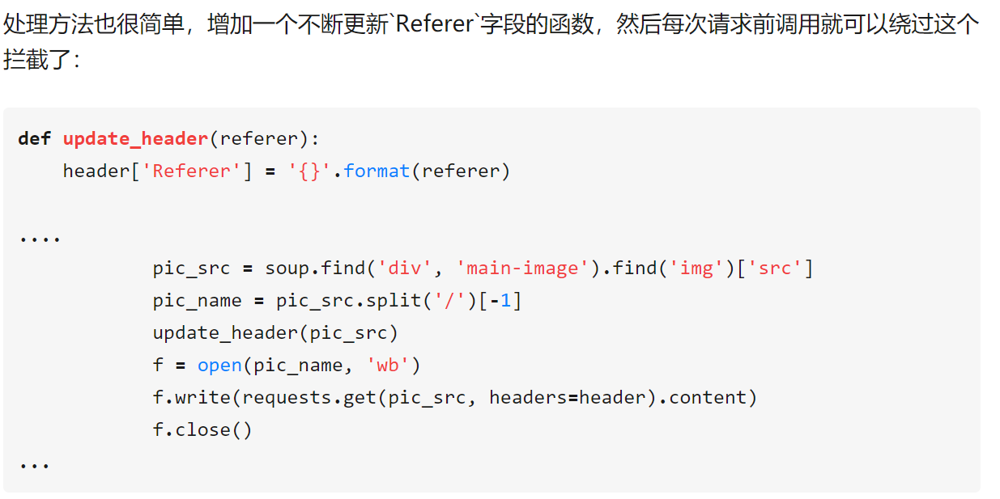 处理方法也很简单，增加一个不断更新`Referer`字段的函数，然后每次请求前调用就可以绕过这个
拦截了：
def update_header(referer):
    header['Referer'] = '{}'.format(referer)
....
            pic_src = soup.find('div', 'main-image').find('img')['src']
            pic_name = pic_src.split('/')[-1]
            update_header(pic_src)
            f = open(pic_name, 'wb')
            f.write(requests.get(pic_src, headers=header).content)
            f.close()
...